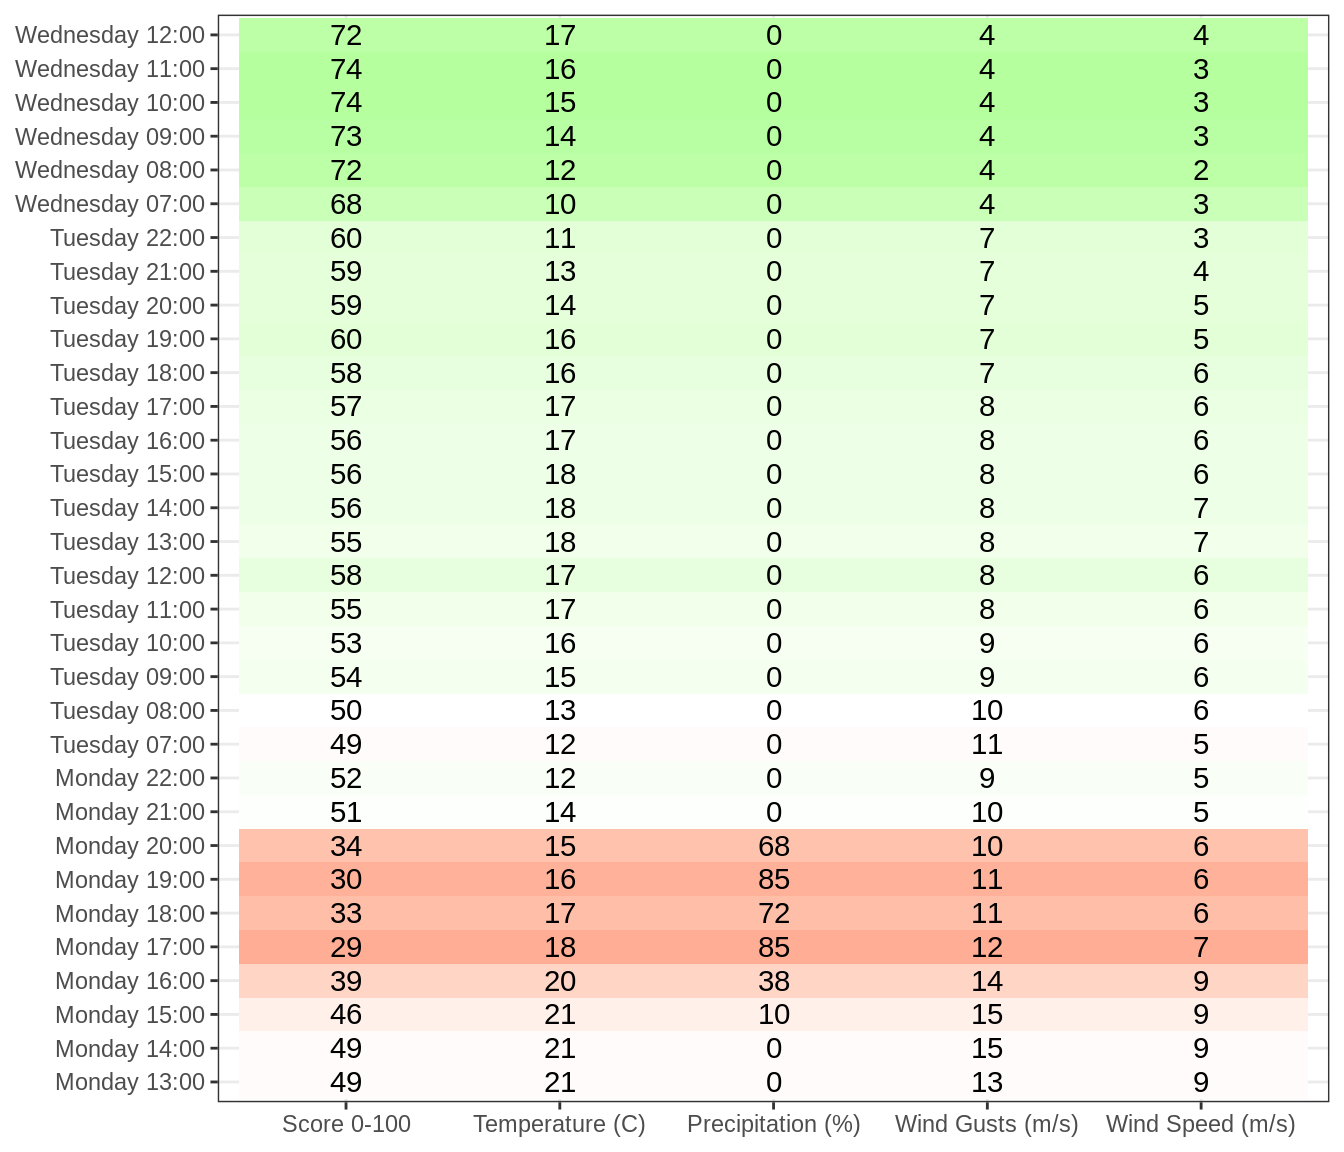 Wednesday 12:00 72 17 0 4 4
Wednesday 11:00 74 16 0 4 3
Wednesday 10:00 74 15 0 4 3
Wednesday 09:00 73 14 0 4 3
Wednesday 08:00 72 12 0 4 2
Wednesday 07:00 68 10 0 4 3
Tuesday 22:00 60 11 0 7 3
Tuesday 21:00 59 13 0 7 4
Tuesday 20:00 59 14 0 7 5
Tuesday 19:00 60 16 0 7 5
Tuesday 18:00 58 16 0 7 6
Tuesday 17:00 57 17 0 8 6
Tuesday 16:00 56 17 0 8 6
Tuesday 15:00 56 18 0 8 6
Tuesday 14:00 56 18 0 8 7
Tuesday 13:00 55 18 0 8 7
Tuesday 12:00 58 17 0 8 6
Tuesday 11:00 55 17 0 8 6
Tuesday 10:00 53 16 0 9 6
Tuesday 09:00 54 15 0 9 6
Tuesday 08:00 50 13 0 10 6
Tuesday 07:00 49 12 0 11 5
Monday 22:00 52 12 0 9 5
Monday 21:00 51 14 0 10 5
Monday 20:00 34 15 68 10 6
Monday 19:00 30 16 85 11 6
Monday 18:00 33 17 72 11 6
Monday 17:00 29 18 85 12 7
Monday 16:00 39 20 38 14 9
Monday 15:00 46 21 10 15 9
Monday 14:00 49 21 0 15 9
Monday 13:00 49 21 0 13 9
Score 0-100 Temperature (C) Precipitation (%) Wind Gusts (m/s) Wind Speed (m/s)